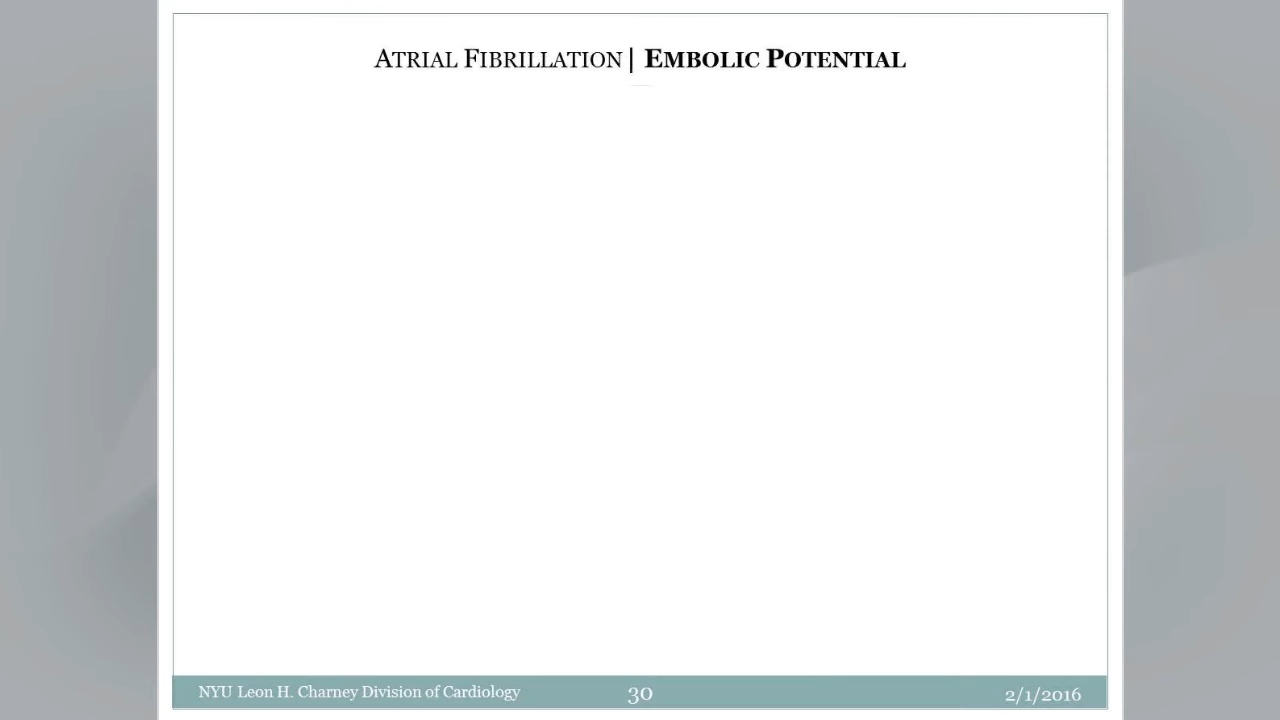 ATRIAL FIBRILLATION | EMBOLIC POTENTIAL
NYU Leon H. Charney Division of Cardiology 30 2/1/2016